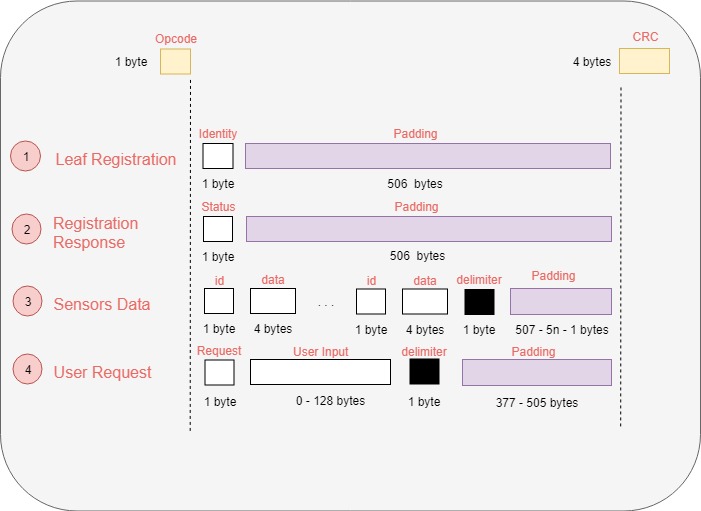 Opcode
CRC
1 byte
4 bytes
Identity
Padding
1
Leaf Registration
1 byte
506 bytes
Status
Padding
2
Registration
Response
1 byte
506 bytes
id
data
id
data
delimiter
Padding
3
Sensors Data
. . .
1 byte
4 bytes
1 byte
4 bytes
1 byte
507 - 5n - 1 bytes
Request
User Input
delimiter
Padding
4
User Request
1 byte
0 - 128 bytes
1 byte
377 - 505 bytes